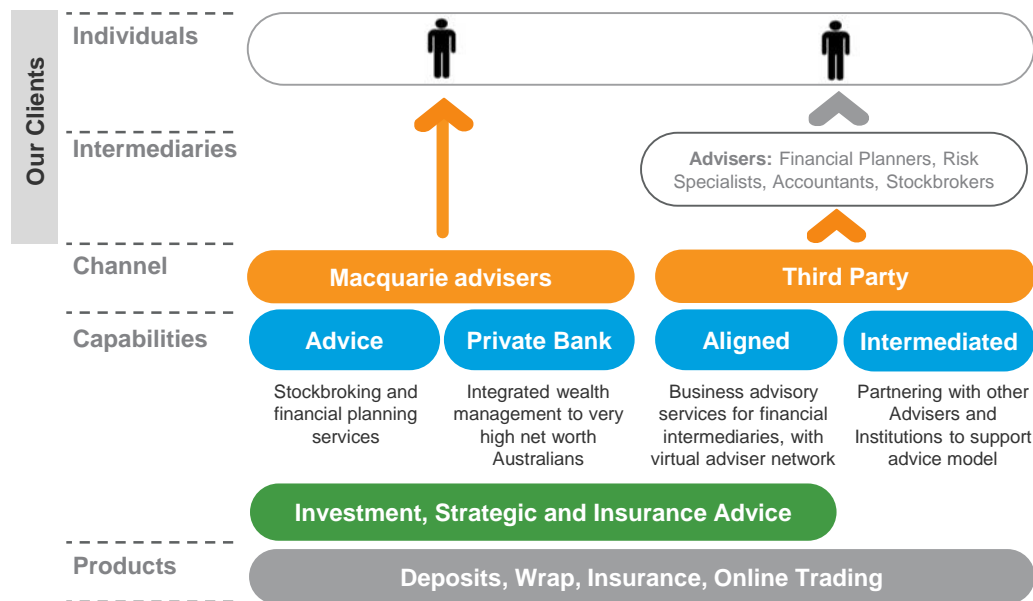 Our Clients
Individuals
Intermediaries
Advisers: Financial Planners, Risk
Specialists, Accountants, Stockbrokers
Channel
Macquarie advisers
Third Party
Capabilities
Advice
Private Bank
Aligned
Intermediated
Stockbroking and
financial planning
services
Integrated wealth
management to very
high net worth
Australians
Business advisory
services for financial
intermediaries, with
virtual adviser network
Partnering with other
Advisers and
Institutions to support
advice model
Investment, Strategic and Insurance Advice
Products
Deposits, Wrap, Insurance, Online Trading